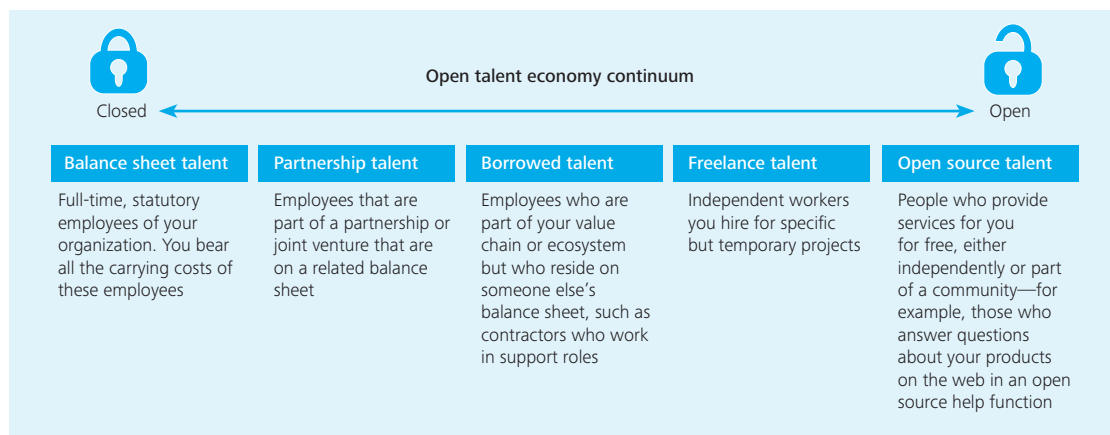 Open talent economy continuum
Closed
Open
Balance sheet talent
Full-time, statutory
employees of your
organization. You bear
all the carrying costs of
these employees
Partnership talent
Employees that are
part of a partnership or
joint venture that are
on a related balance
sheet
Borrowed talent
Employees who are
part of your value
chain or ecosystem
but who reside on
someone else’s
balance sheet, such as
contractors who work
in support roles
Freelance talent
Independent workers
you hire for specific
but temporary projects
Open source talent
People who provide
services for you
for free, either
independently or part
of a community—for
example, those who
answer questions
about your products
on the web in an open
source help function